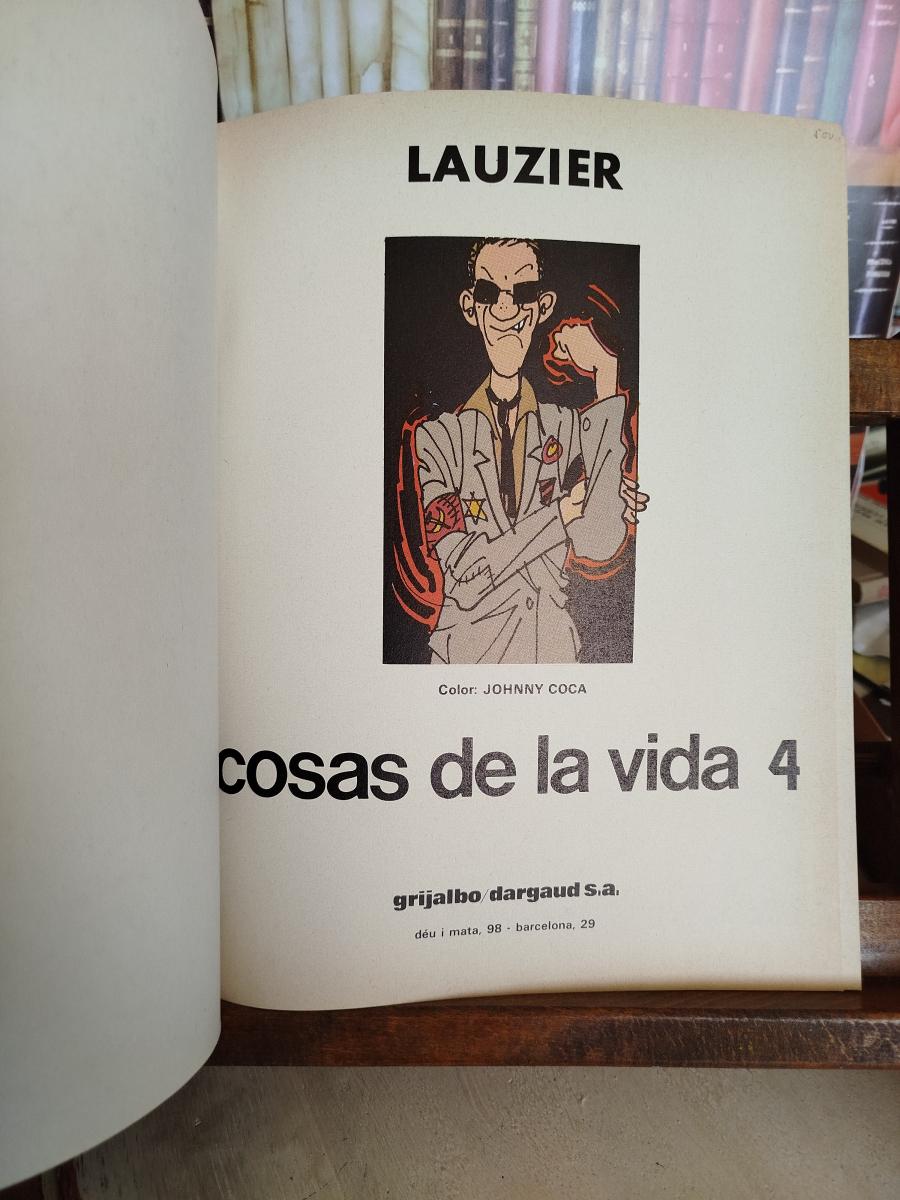 LAUZIER
Color: JOHNNY COCA
cosas de la vida 4
grijalbo/dargaud s.a.
déu i mata, 98 - barcelona, 29